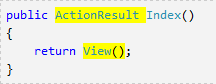 public ActionResult Index()
{
    return View();
}